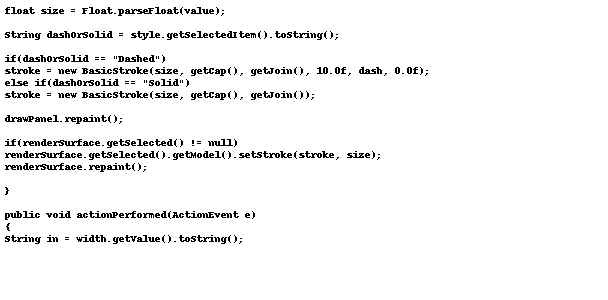 float size = Float.parseFloat(value);
String dashOrSolid = style.getSelectedItem().toString();
if(dashOrSolid == "Dashed")
stroke = new BasicStroke(size, getCap(), getJoin(), 10.0f, dash, 0.0f);
else if(dashOrSolid == "Solid")
stroke = new BasicStroke(size, getCap(), getJoin());
drawPanel.repaint();
if(renderSurface.getSelected() != null)
renderSurface.getSelected().getModel().setStroke(stroke, size);
renderSurface.repaint();
}
public void actionPerformed(ActionEvent e)
{
String in = width.getValue().toString();